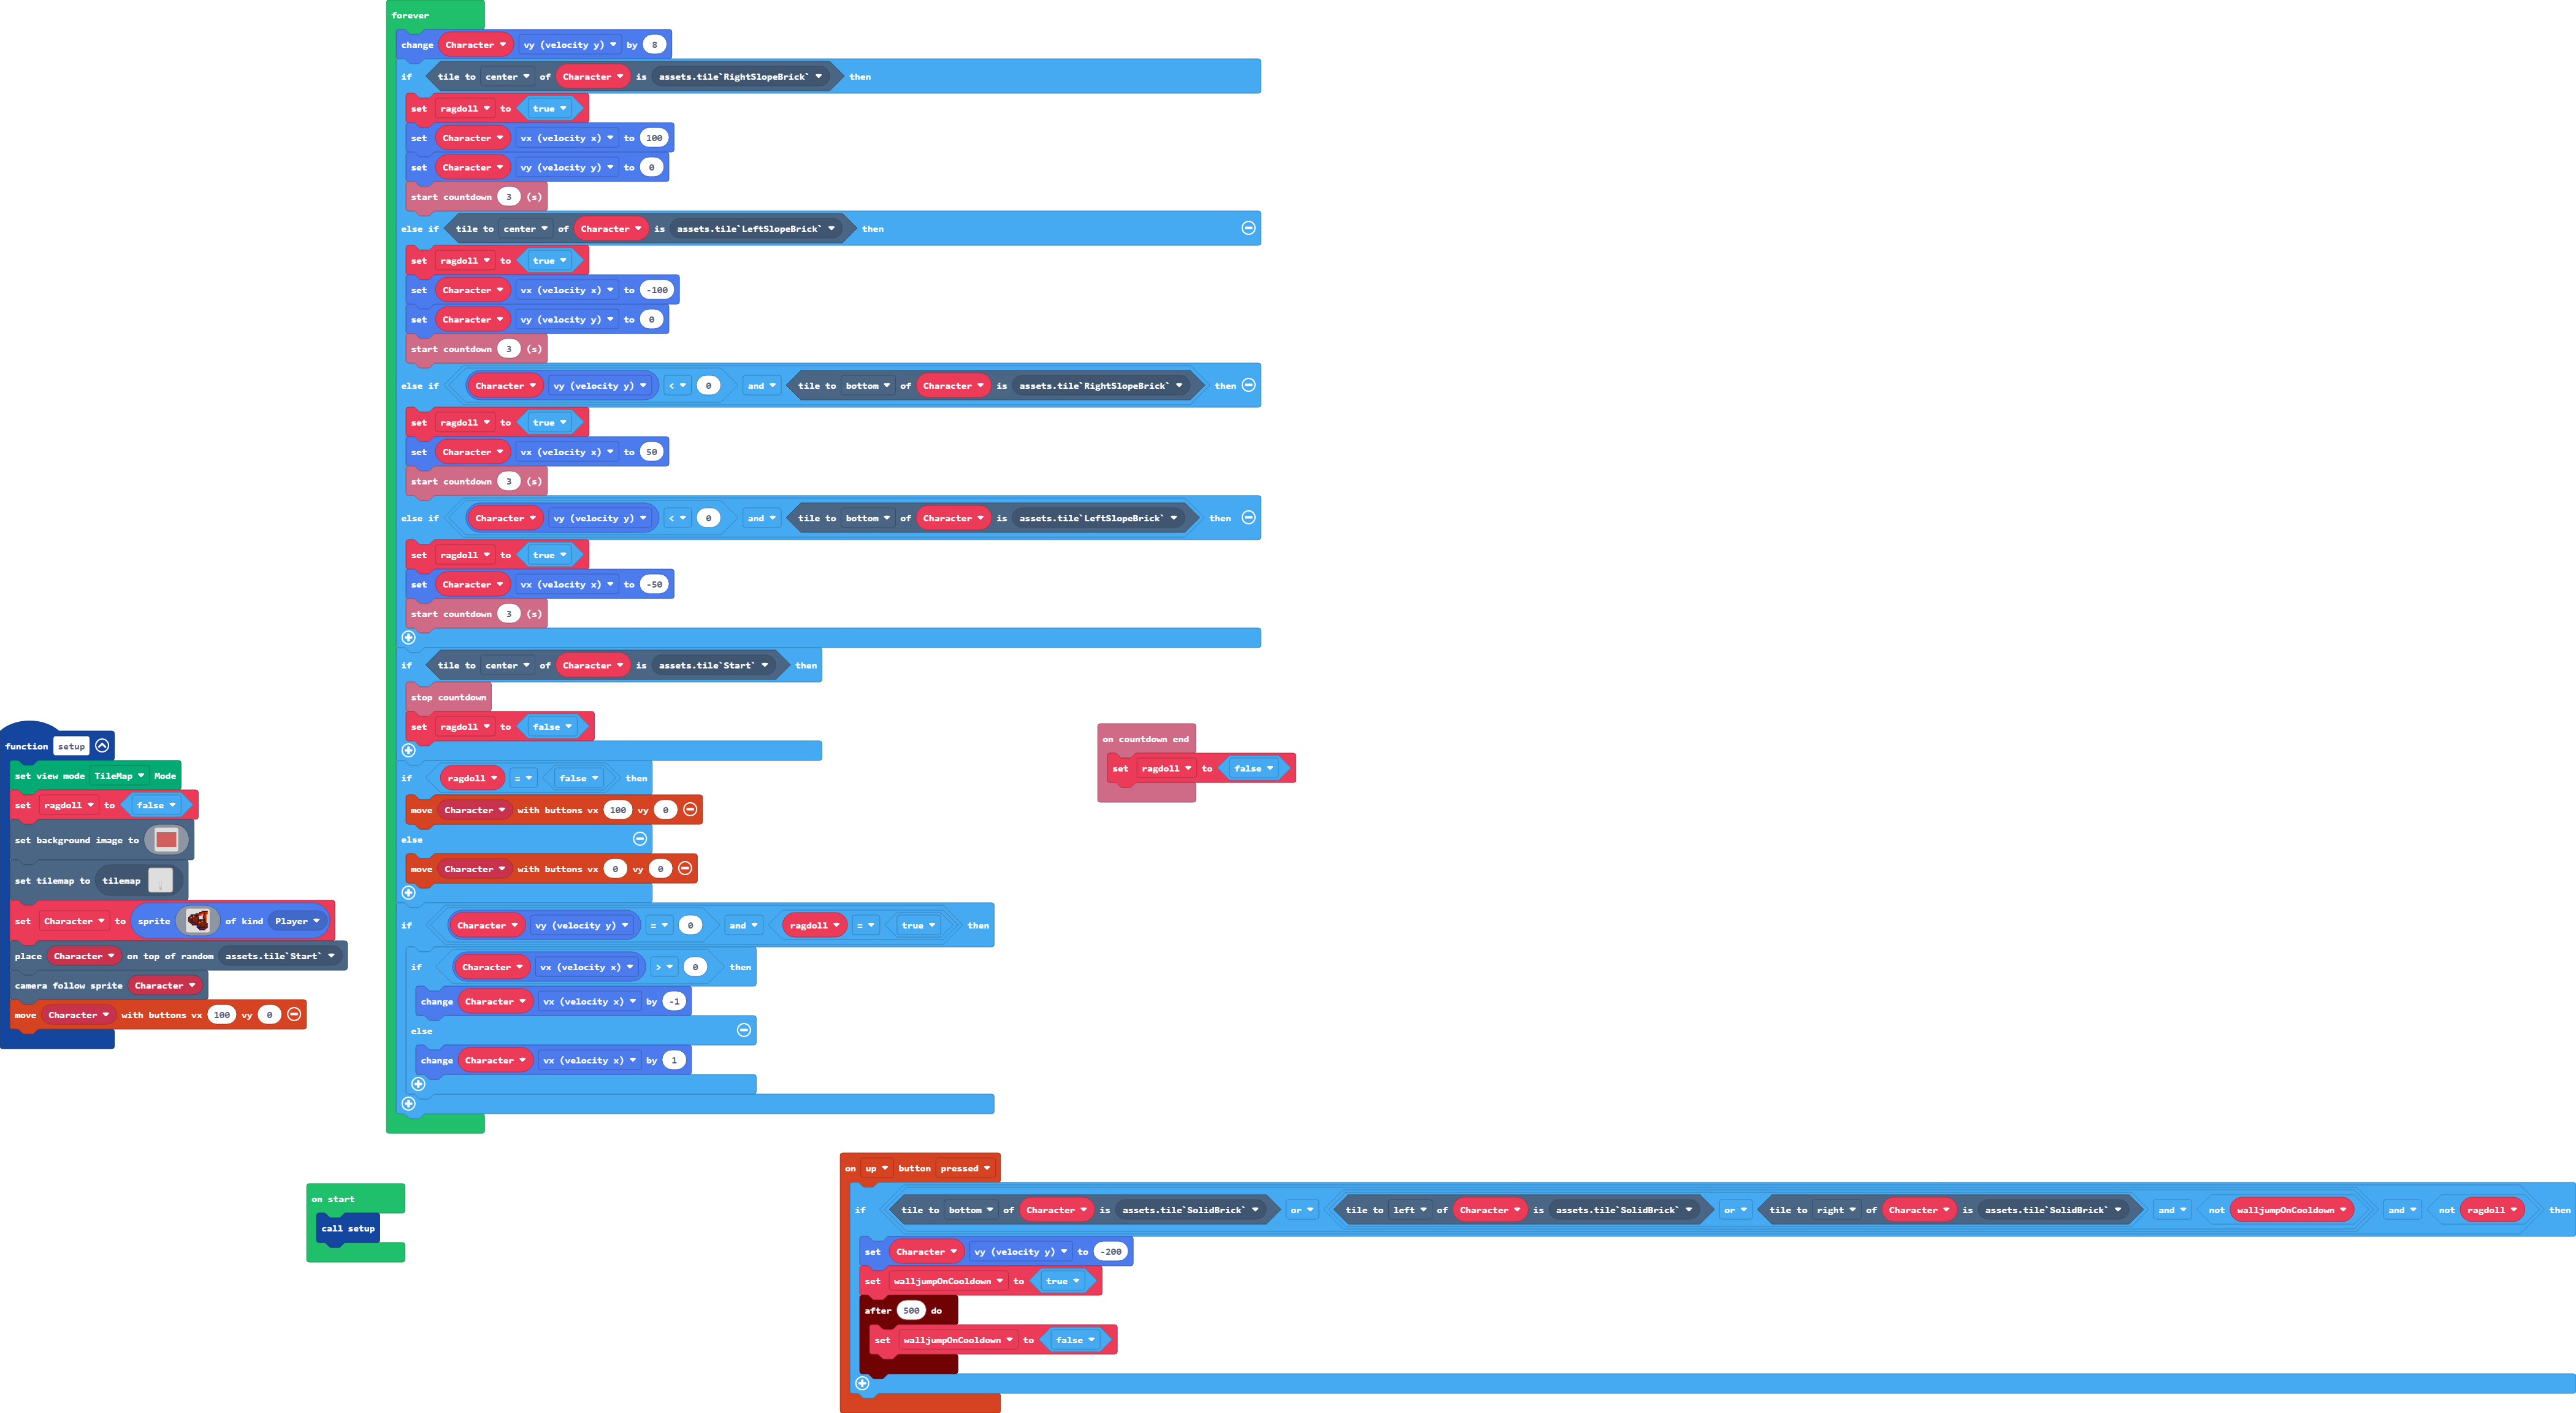 forever
change Character vy (velocity y) by 8
if tile to center of Character is assets.tile`RightSlopeBrick` then
set ragdoll to true
set Character vx (velocity x) to 100
set Character vy (velocity y) to 0
start countdown 3 (s)
else if tile to center of Character is assets.tile`LeftSlopeBrick` then
set ragdoll to true
set Character vx (velocity x) to -100
set Character vy (velocity y) to 0
start countdown 3 (s)
else if Character vy (velocity y) < 0 and tile to bottom of Character is assets.tile`RightSlopeBrick` then
set ragdoll to true
set Character vx (velocity x) to 50
start countdown 3 (s)
else if Character vy (velocity y) < 0 and tile to bottom of Character is assets.tile`LeftSlopeBrick` then
set ragdoll to true
set Character vx (velocity x) to -50
start countdown 3 (s)
if tile to center of Character is assets.tile`Start` then
stop countdown
set ragdoll to false
if ragdoll = false then
move Character with buttons vx 100 vy 0
else
move Character with buttons vx 0 vy 0
if Character vy (velocity y) = 0 and ragdoll = true then
if Character vx (velocity x) > 0 then
change Character vx (velocity x) by -1
else
change Character vx (velocity x) by 1
function setup
set view mode TileMap Mode
set ragdoll to false
set background image to
set tilemap to tilemap
set Character to sprite of kind Player
place Character on top of random assets.tile`Start`
camera follow sprite Character
move Character with buttons vx 100 vy 0
on countdown end
set ragdoll to false
on start
call setup
on up button pressed
if tile to bottom of Character is assets.tile`SolidBrick` or tile to left of Character is assets.tile`SolidBrick` or tile to right of Character is assets.tile`SolidBrick` and not walljumpOnCooldown and not ragdoll then
set Character vy (velocity y) to -200
set walljumpOnCooldown to true
after 500 do
set walljumpOnCooldown to false